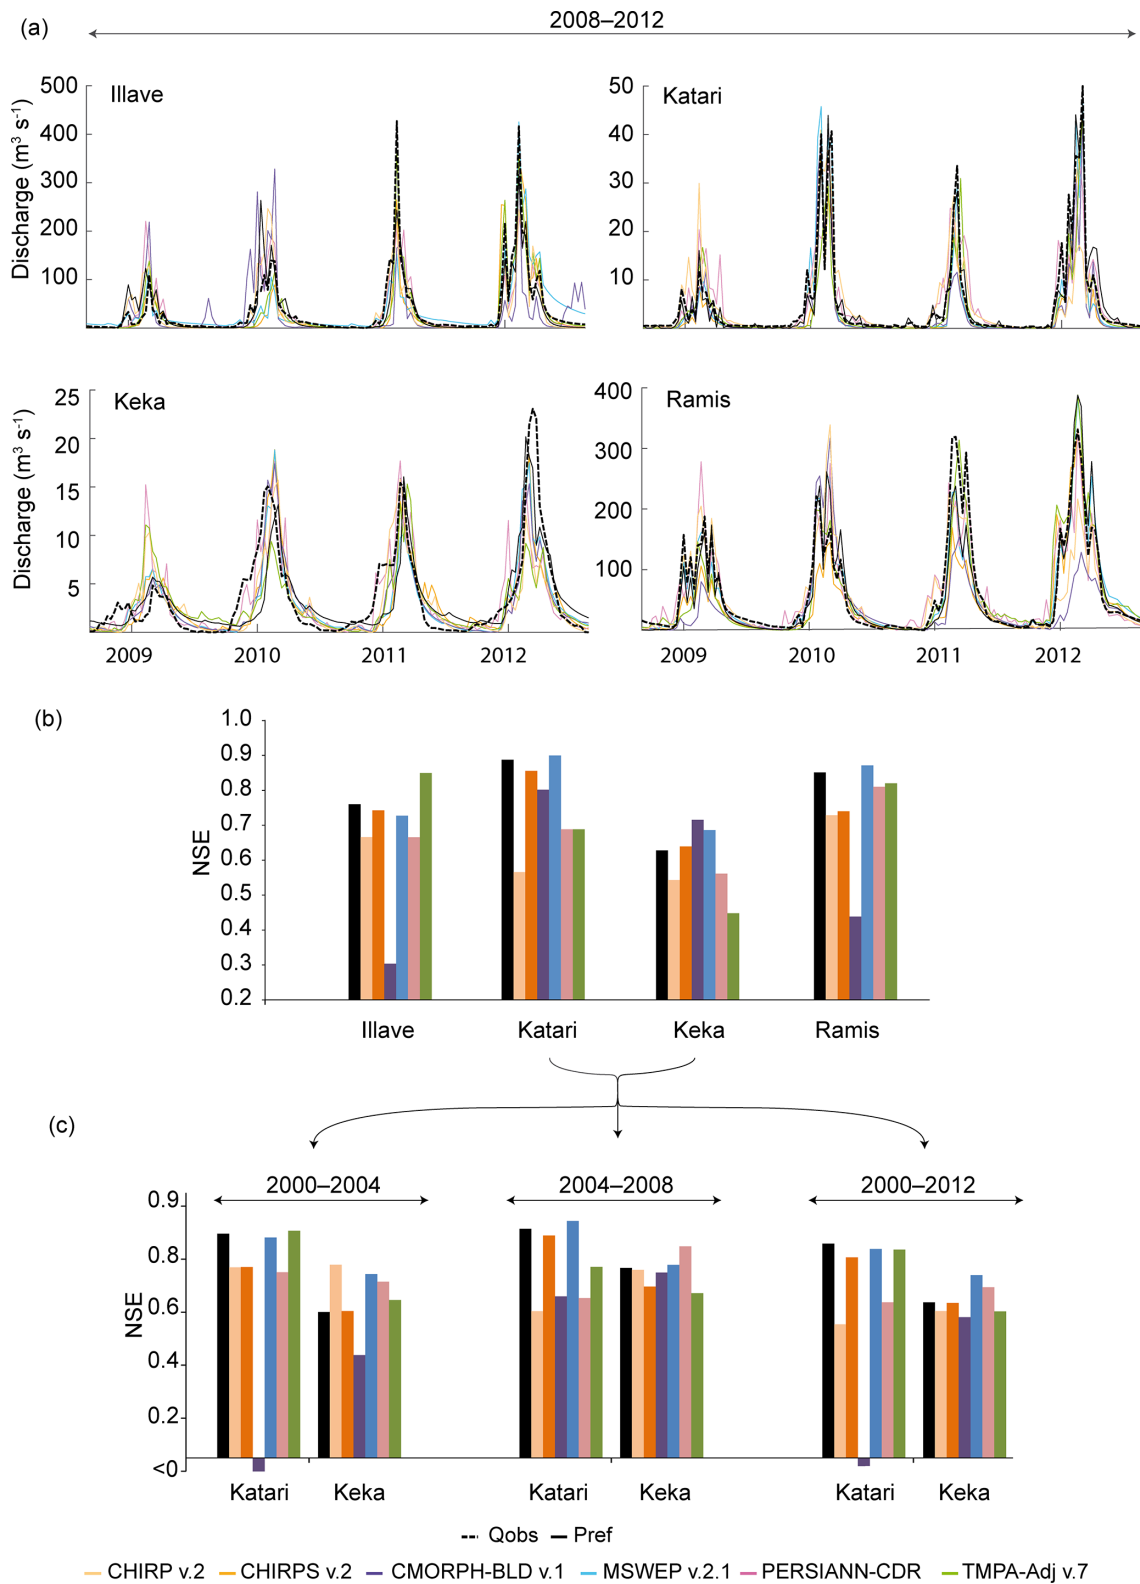 (a)
2008–2012
Illave
Katari
Discharge (m³ s⁻¹)
500
400
300
200
100
50
40
30
20
10
Keka
Ramis
Discharge (m³ s⁻¹)
25
20
15
10
5
400
300
200
100
2009 2010 2011 2012
2009 2010 2011 2012
(b)
NSE
1.0
0.9
0.8
0.7
0.6
0.5
0.4
0.3
0.2
Illave Katari Keka Ramis
(c)
2000–2004 2004–2008 2000–2012
NSE
0.9
0.8
0.6
0.4
0.2
<0
Katari Keka Katari Keka Katari Keka
Qobs Pref
CHIRP v.2 CHIRPS v.2 CMORPH-BLD v.1 MSWEP v.2.1 PERSIANN-CDR TMPA-Adj v.7